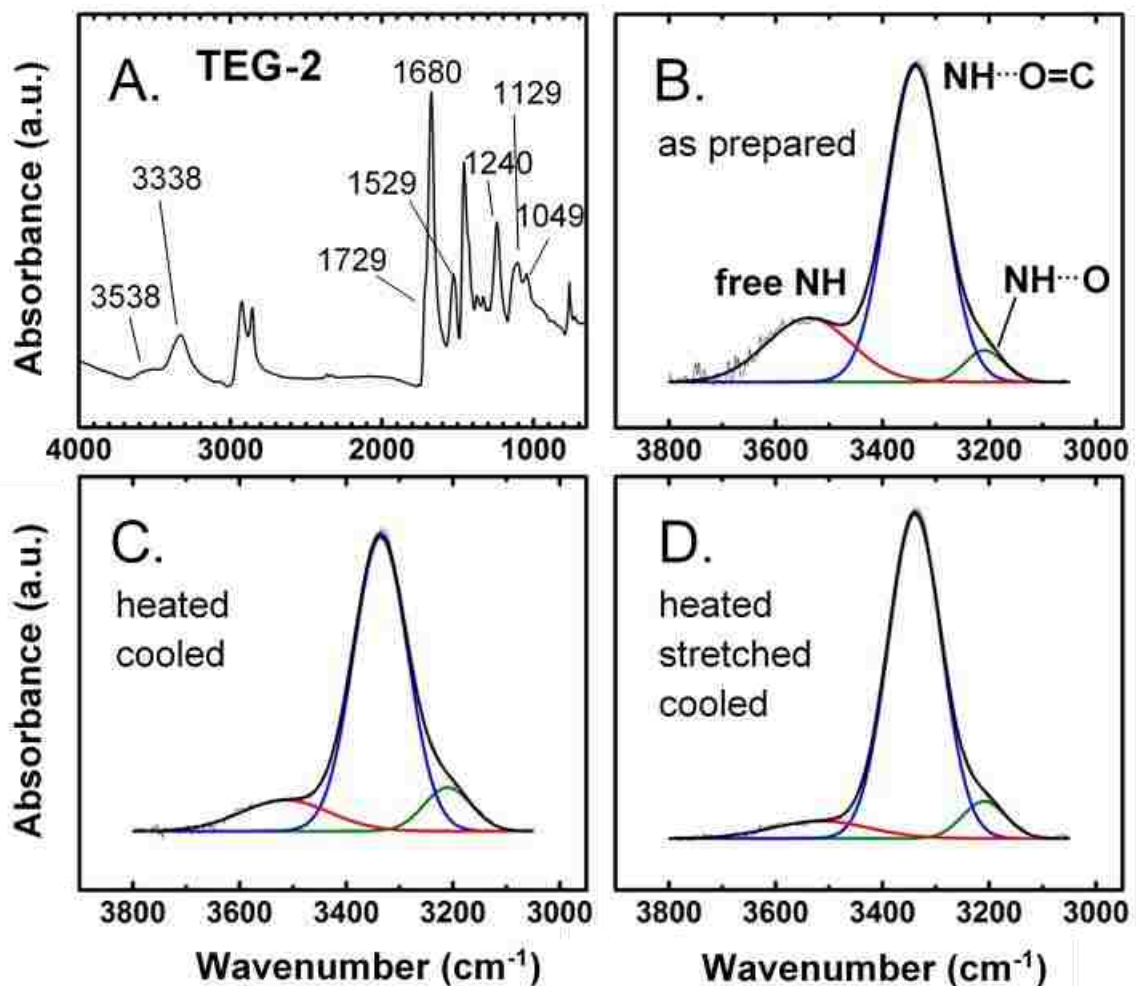 A.
TEG-2
1680
1129
3338
1240
1529
1049
1729
3538
Absorbance (a.u.)
4000 3000 2000 1000
B.
NH···O=C
as prepared
free NH
NH···O
3800 3600 3400 3200 3000
C.
heated
cooled
Absorbance (a.u.)
3800 3600 3400 3200 3000
Wavenumber (cm⁻¹)
D.
heated
stretched
cooled
3800 3600 3400 3200 3000
Wavenumber (cm⁻¹)